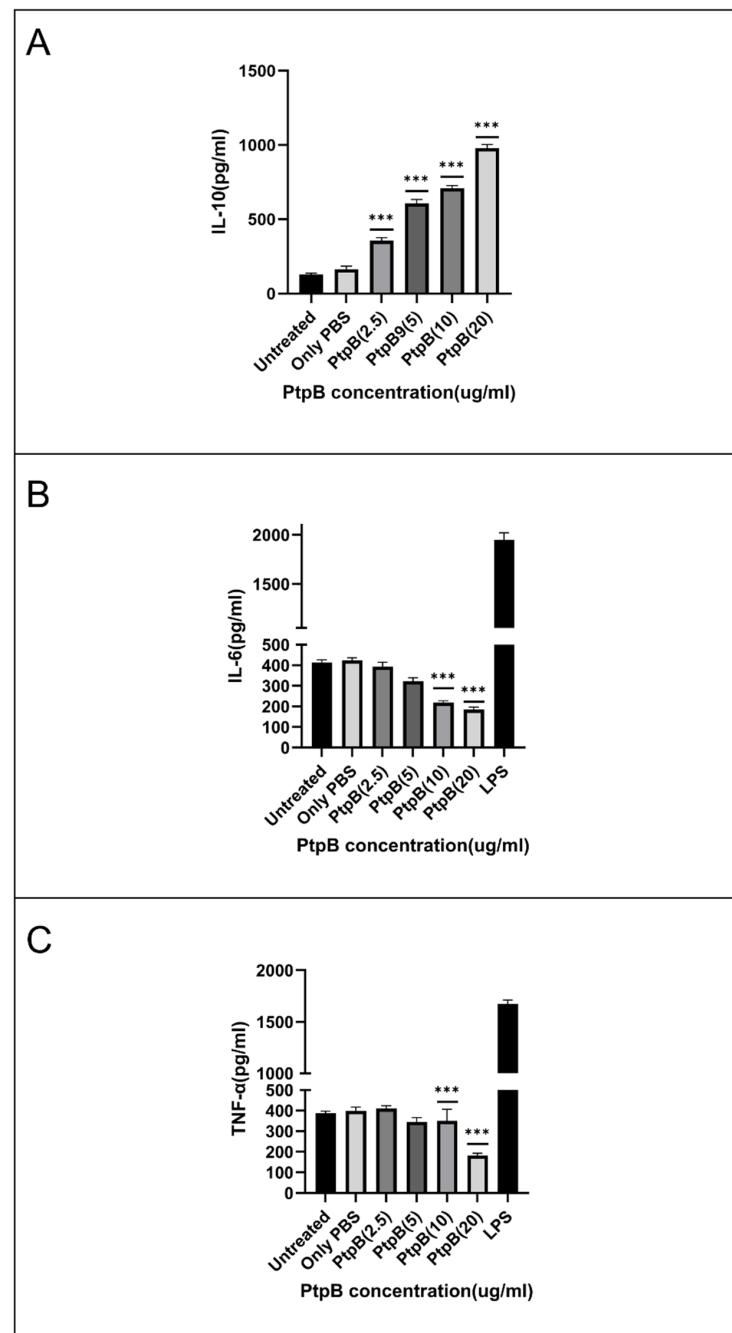 A
IL-10(pg/ml)
1500
1000
500
0
***
***
***
***
Untreated
Only PBS
PtpB(2.5)
PtpB9(5)
PtpB(10)
PtpB(20)
PtpB concentration(ug/ml)
B
IL-6(pg/ml)
2000
1500
500
400
300
200
100
0
***
***
Untreated
Only PBS
PtpB(2.5)
PtpB(5)
PtpB(10)
PtpB(20)
LPS
PtpB concentration(ug/ml)
C
TNF-α(pg/ml)
2000
1500
1000
500
400
300
200
100
0
***
***
Untreated
Only PBS
PtpB(2.5)
PtpB(5)
PtpB(10)
PtpB(20)
LPS
PtpB concentration(ug/ml)